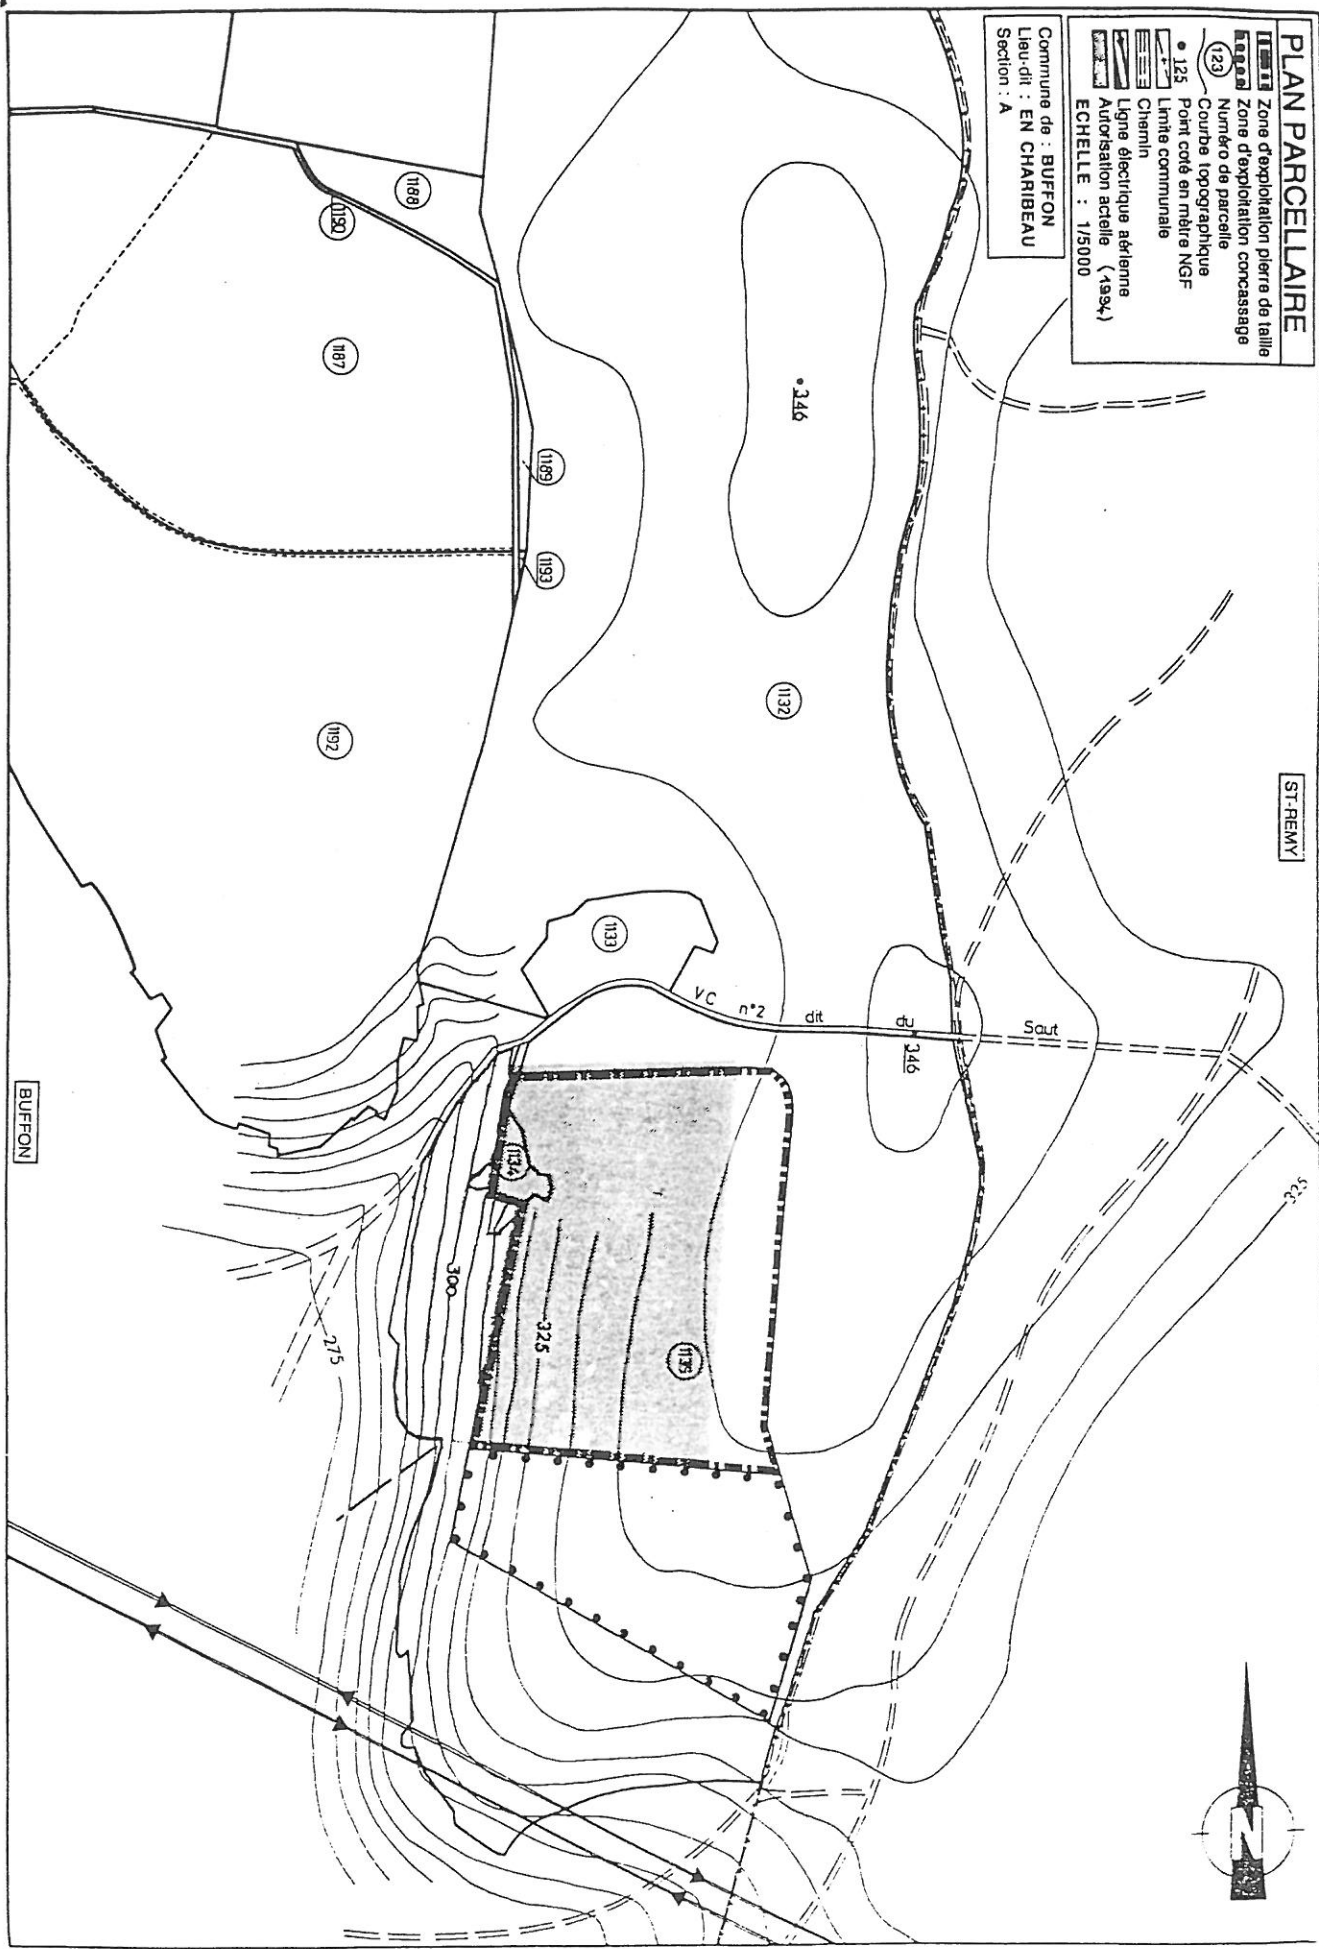 PLAN PARCELLAIRE
Zone d'exploitation pierre de taille
Zone d'exploitation concassage
123 Numéro de parcelle
Courbe topographique
• 125 Point coté en mètre NGF
Limite communale
Chemin
Ligne électrique aérienne
Autorisation actelle (1994)
ECHELLE : 1/5000
Commune de : BUFFON
Lieu-dit : EN CHARIBEAU
Section : A
ST-REMY
BUFFON
1188
1190
1187
1189
1193
346
1132
1192
1133
VC n°2 dit du Saut
346
1134
1135
300
325
275
325
N